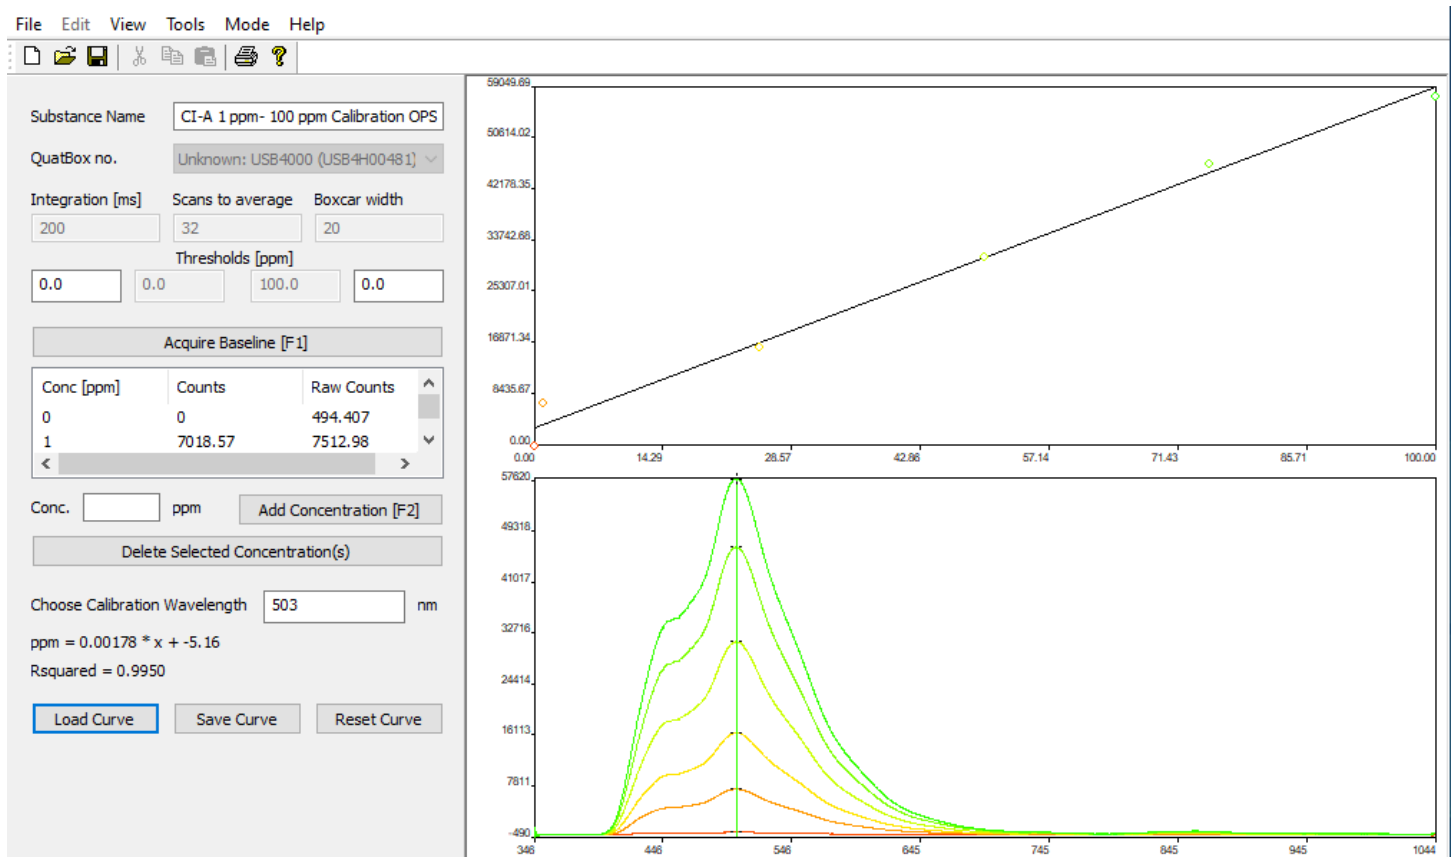 File Edit View Tools Mode Help
Substance Name CI-A 1 ppm- 100 ppm Calibration OPS
QuatBox no. Unknown: USB4000 (USB4H00481)
Integration [ms] Scans to average Boxcar width
200 32 20
Thresholds [ppm]
0.0 0.0 100.0 0.0
Acquire Baseline [F1]
Conc [ppm] Counts Raw Counts
0 0 494.407
1 7018.57 7512.98
Conc. ppm Add Concentration [F2]
Delete Selected Concentration(s)
Choose Calibration Wavelength 503 nm
ppm = 0.00178 * x + -5.16
Rsquared = 0.9950
Load Curve Save Curve Reset Curve
59049.69
50614.02
42178.35
33742.68
25307.01
16871.34
8435.67
0.00
0.00 14.29 28.57 42.86 57.14 71.43 85.71 100.00
57620
49318
41017
32716
24414
16113
7811
-490
346 446 546 645 745 845 945 1044